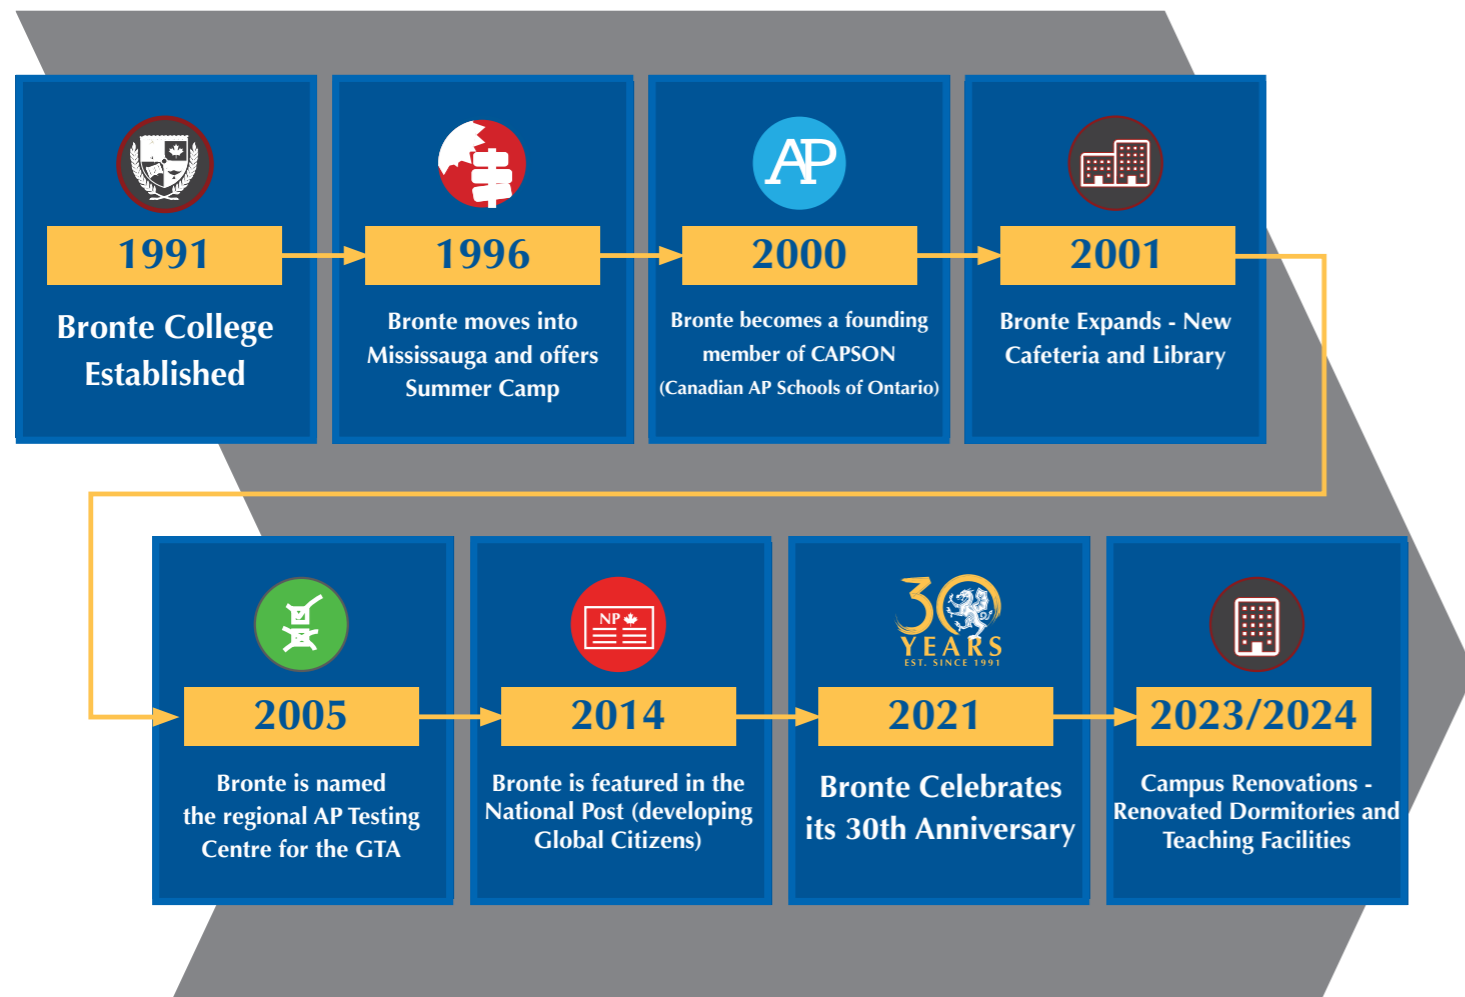 AP
1991
1996
2000
2001
Bronte College
Established
Bronte moves into
Mississauga and offers
Summer Camp
Bronte becomes a founding
member of CAPSON
(Canadian AP Schools of Ontario)
Bronte Expands - New
Cafeteria and Library
NP
30
YEARS
EST. SINCE 1991
2005
2014
2021
2023/2024
Bronte is named
the regional AP Testing
Centre for the GTA
Bronte is featured in the
National Post (developing
Global Citizens)
Bronte Celebrates
its 30th Anniversary
Campus Renovations -
Renovated Dormitories and
Teaching Facilities